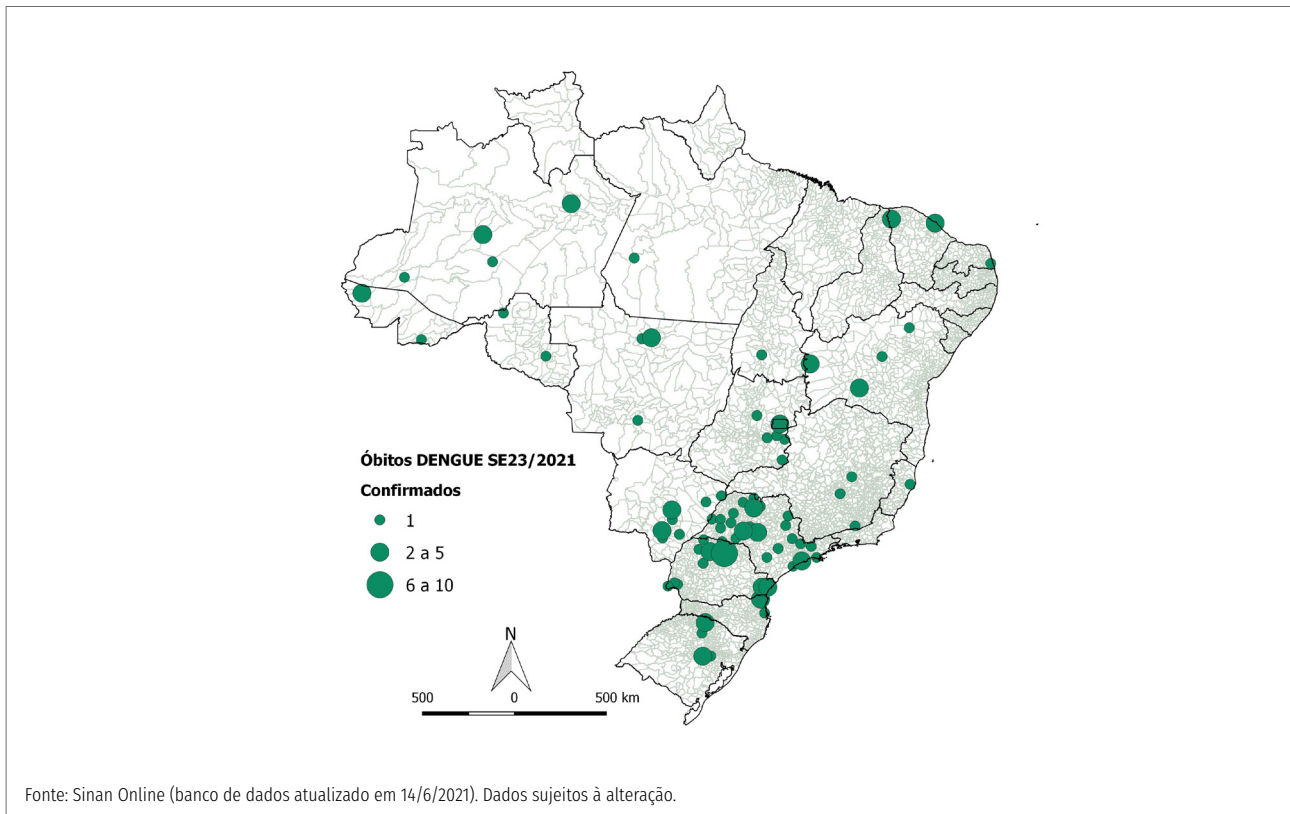 Óbitos DENGUE SE23/2021
Confirmados
1
2 a 5
6 a 10
N
500 0 500 km
Fonte: Sinan Online (banco de dados atualizado em 14/6/2021). Dados sujeitos à alteração.